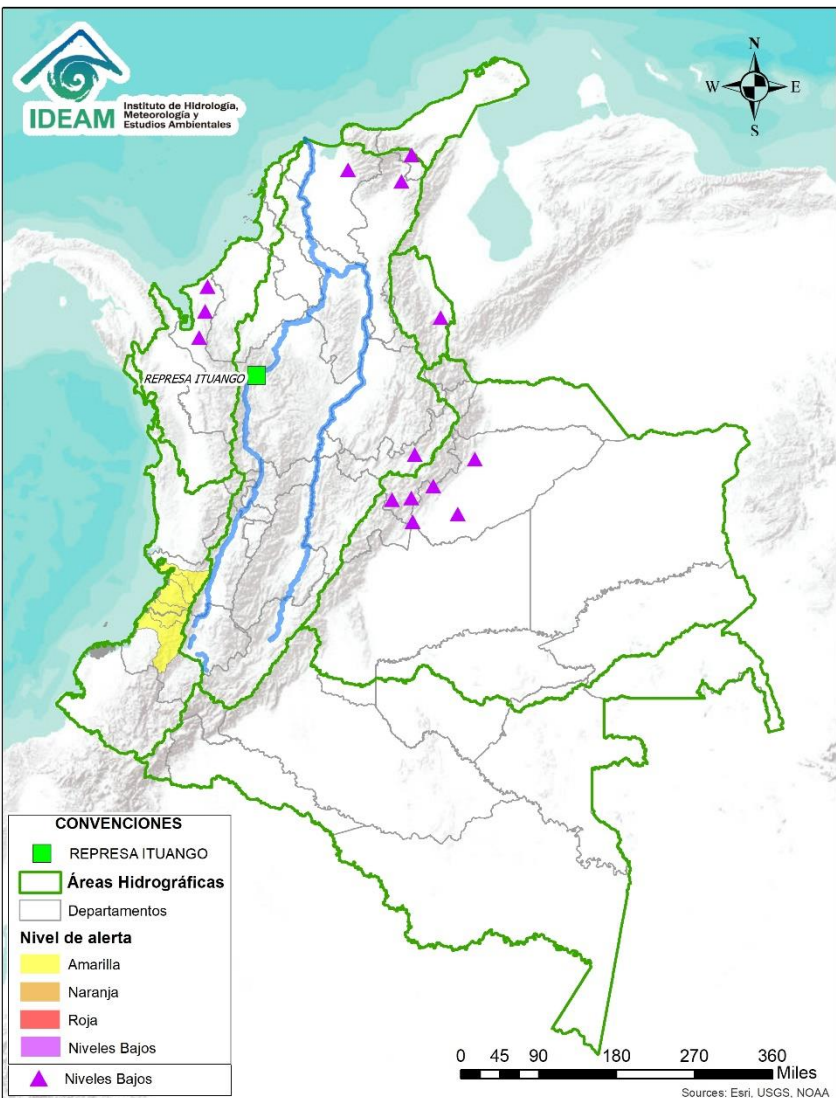 IDEAM
Instituto de Hidrología,
Meteorología y
Estudios Ambientales
N
W
E
S
REPRESA ITUANGO
CONVENCIONES
REPRESA ITUANGO
Áreas Hidrográficas
Departamentos
Nivel de alerta
Amarilla
Naranja
Roja
Niveles Bajos
Niveles Bajos
0 45 90 180 270 360
Miles
Sources: Esri, USGS, NOAA